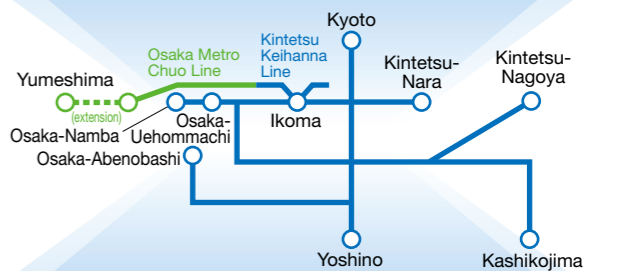 Kyoto
Osaka Metro
Chuo Line
Kintetsu
Keihanna
Line
Kintetsu-
Nara
Kintetsu-
Nagoya
Yumeshima
(extension)
Osaka-Namba
Osaka-
Uehommachi
Ikoma
Osaka-Abenobashi
Yoshino
Kashikojima